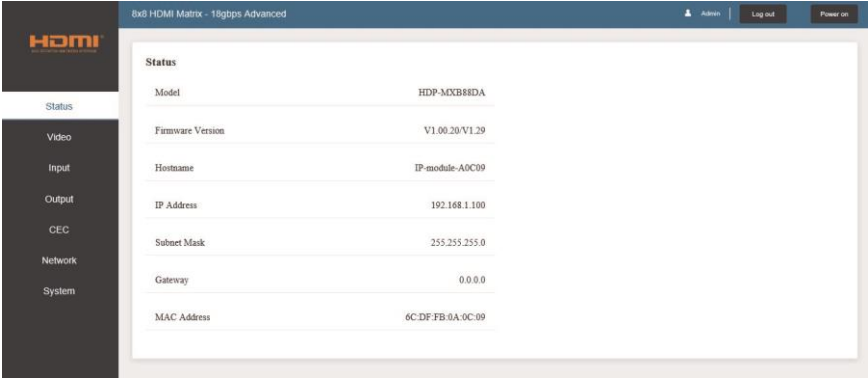 8x8 HDMI Matrix - 18gbps Advanced
Admin
Log out
Power on
HDMI
Status
Video
Input
Output
CEC
Network
System
Status
Model HDP-MXB88DA
Firmware Version V1.00.20/V1.29
Hostname IP-module-A0C09
IP Address 192.168.1.100
Subnet Mask 255.255.255.0
Gateway 0.0.0.0
MAC Address 6C:DF:FB:0A:0C:09